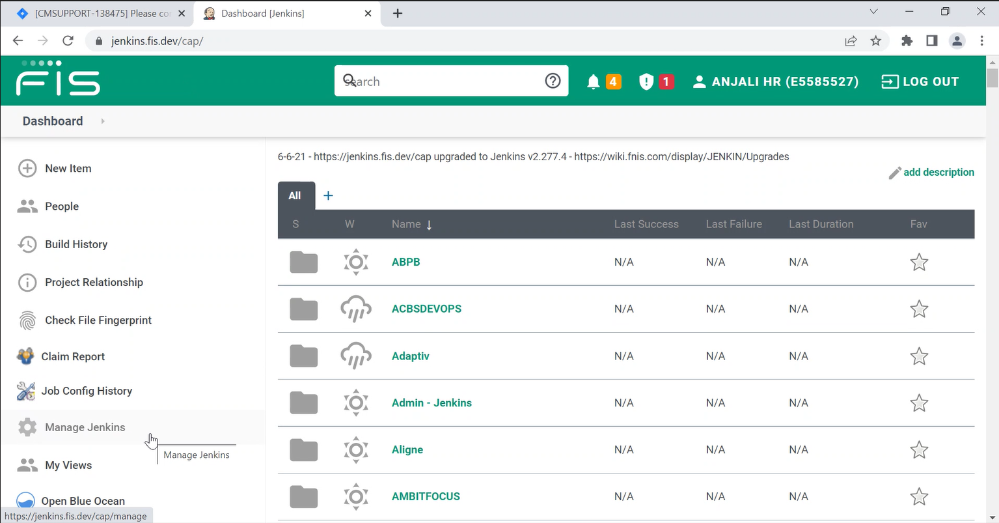 [CMSUPPORT-138475] Please co
Dashboard [Jenkins]
jenkins.fis.dev/cap/
FIS
search
4
1
ANJALI HR (E5585527)
LOG OUT
Dashboard
New Item
People
Build History
Project Relationship
Check File Fingerprint
Claim Report
Job Config History
Manage Jenkins
Manage Jenkins
My Views
Open Blue Ocean
https://jenkins.fis.dev/cap/manage
6-6-21 - https://jenkins.fis.dev/cap upgraded to Jenkins v2.277.4 - https://wiki.fnis.com/display/JENKIN/Upgrades
add description
All +
S W Name ↓ Last Success Last Failure Last Duration Fav
ABPB N/A N/A N/A
ACBSDEVOPS N/A N/A N/A
Adaptiv N/A N/A N/A
Admin - Jenkins N/A N/A N/A
Aligne N/A N/A N/A
AMBITFOCUS N/A N/A N/A